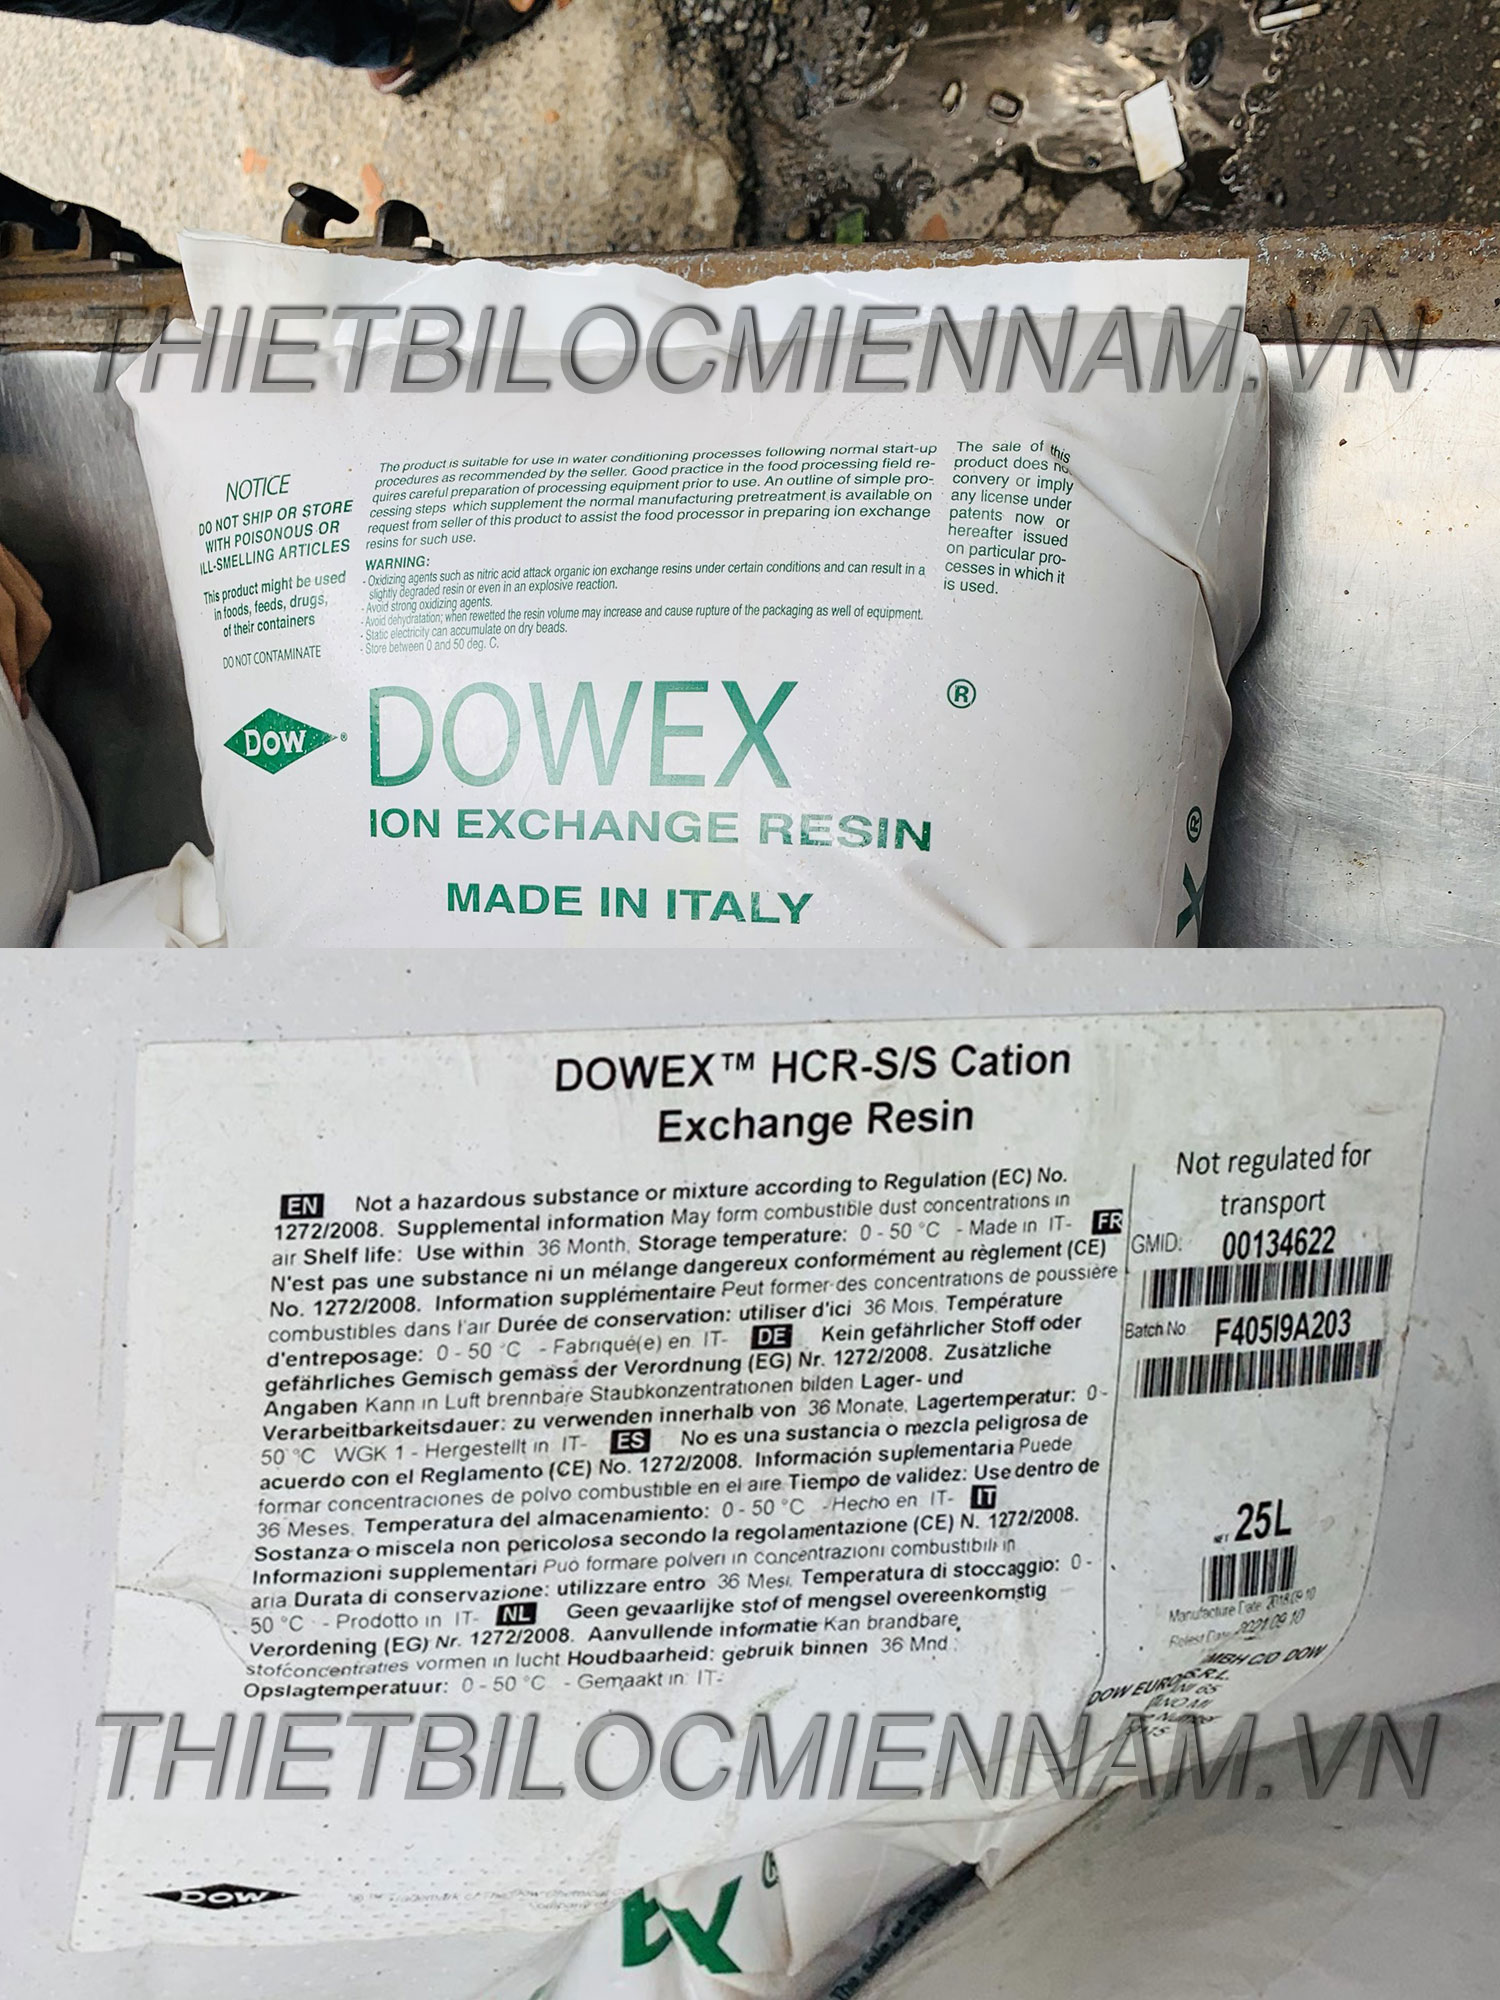 THIETBILOCMIENNAM.VN
NOTICE
DO NOT SHIP OR STORE
WITH POISONOUS OR
ILL-SMELLING ARTICLES
This product might be used
in foods, feeds, drugs,
of their containers
DO NOT CONTAMINATE
The product is suitable for use in water conditioning processes following normal start-up
procedures as recommended by the seller. Good practice in the food processing field re-
quires careful preparation of processing equipment prior to use. An outline of simple pro-
cessing steps which supplement the normal manufacturing pretreatment is available on
request from seller of this product to assist the food processor in preparing ion exchange
resins for such use.
WARNING:
- Oxidizing agents such as nitric acid attack organic ion exchange resins under certain conditions and can result in a
slightly degraded resin or even in an explosive reaction.
- Avoid strong oxidizing agents.
- Avoid dehydratation; when rewetted the resin volume may increase and cause rupture of the packaging as well of equipment.
- Static electricity can accumulate on dry beads.
- Store between 0 and 50 deg. C.
The sale of this
product does
convery or imply
any license under
patents now or
hereafter issued
on particular pro-
cesses in which it
is used.
DOW®
DOWEX ®
ION EXCHANGE RESIN
MADE IN ITALY
X ®
DOWEX™ HCR-S/S Cation
Exchange Resin
EN Not a hazardous substance or mixture according to Regulation (EC) No.
1272/2008. Supplemental information May form combustible dust concentrations in
air Shelf life: Use within 36 Month, Storage temperature: 0 - 50 °C - Made in IT- FR
N'est pas une substance ni un mélange dangereux conformément au règlement (CE)
No. 1272/2008. Information supplémentaire Peut former des concentrations de poussière
combustibles dans l'air Durée de conservation: utiliser d'ici 36 Mois, Température
d'entreposage: 0 - 50 °C - Fabriqué(e) en IT- DE Kein gefährlicher Stoff oder
gefährliches Gemisch gemäss der Verordnung (EG) Nr. 1272/2008. Zusätzliche
Angaben Kann in Luft brennbare Staubkonzentrationen bilden Lager- und
Verarbeitbarkeitsdauer: zu verwenden innerhalb von 36 Monate, Lagertemperatur: 0 -
50 °C WGK 1 - Hergestellt in IT- ES No es una sustancia o mezcla peligrosa de
acuerdo con el Reglamento (CE) No. 1272/2008. Información suplementaria Puede
formar concentraciones de polvo combustible en el aire Tiempo de validez: Use dentro de
36 Meses, Temperatura del almacenamiento: 0 - 50 °C - Hecho en IT- IT
Sostanza o miscela non pericolosa secondo la regolamentazione (CE) N. 1272/2008.
Informazioni supplementari Può formare polveri in concentrazioni combustibili in
aria Durata di conservazione: utilizzare entro 36 Mesi, Temperatura di stoccaggio: 0 -
50 °C - Prodotto in IT- NL Geen gevaarlijke stof of mengsel overeenkomstig
Verordening (EG) Nr. 1272/2008. Aanvullende informatie Kan brandbare
stofconcentraties vormen in lucht Houdbaarheid: gebruik binnen 36 Mnd
Opslagtemperatuur: 0 - 50 °C - Gemaakt in IT-
Not regulated for
transport
GMID: 00134622
Batch No F405I9A203
NET 25L
Manufacture Date 2018 09 10
Retest Date 2021 09 10
MBH C/O DOW
DOW EUROPE
S.R.L.
THIETBILOCMIENNAM.VN
DOW
EX